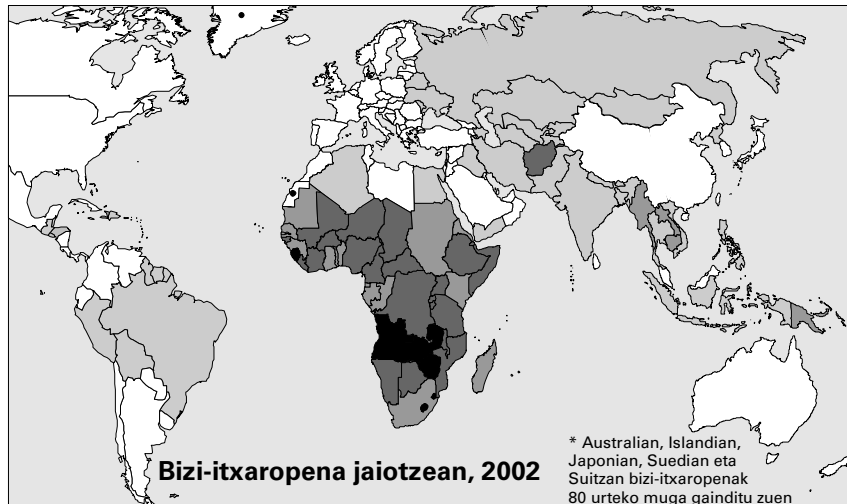 Bizi-itxaropena jaiotzean, 2002
* Australian, Islandian,
Japonian, Suedian eta
Suitzan bizi-itxaropenak
80 urteko muga gainditu zuen